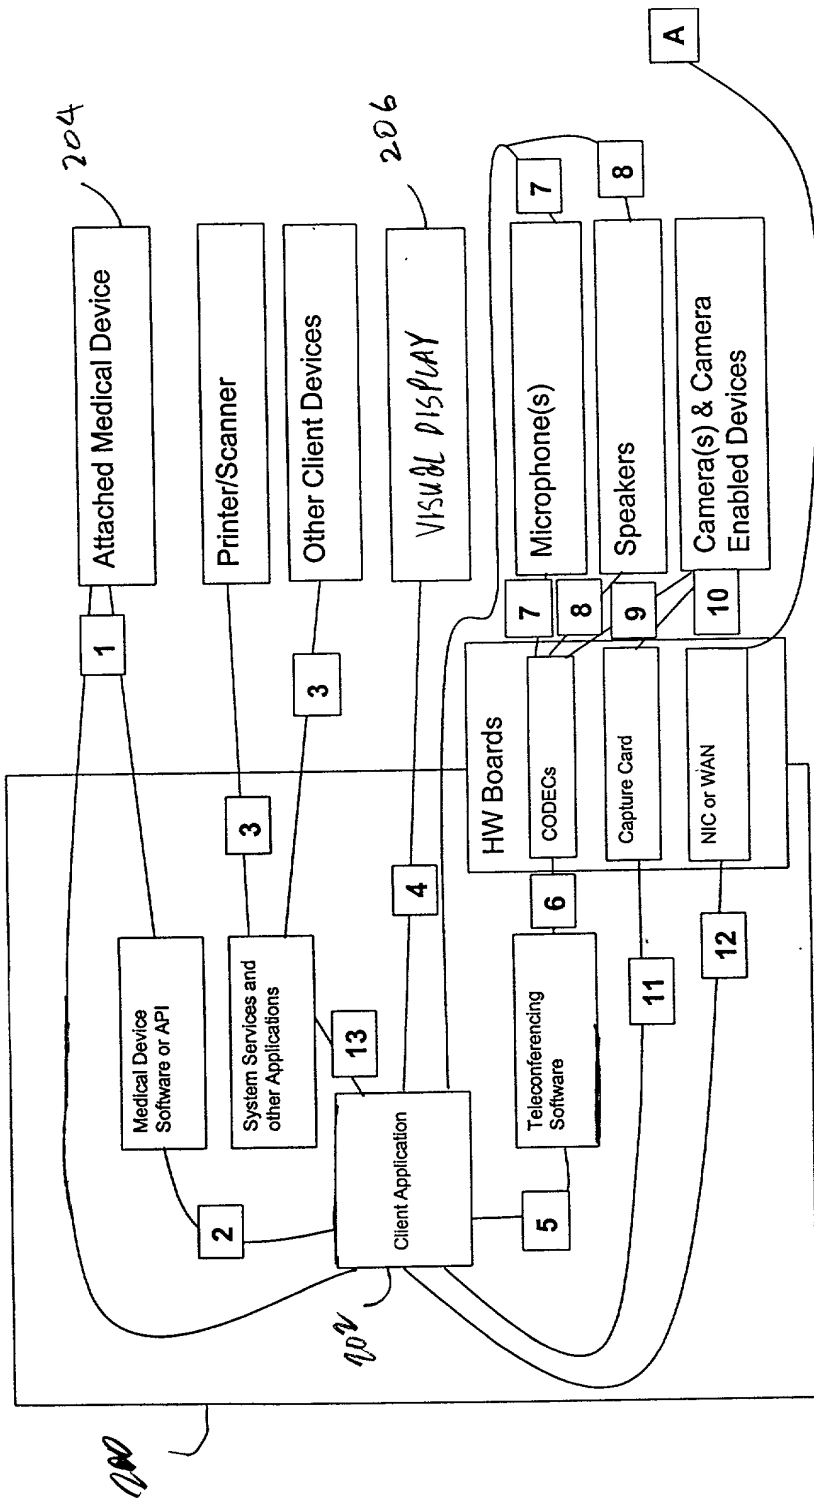 204
Attached Medical Device
1
Medical Device
Software or API
2
Printer/Scanner
3
System Services and
other Applications
Other Client Devices
3
13
206
VISUAL DISPLAY
4
Client Application
202
200
7
Microphone(s)
7
8
Speakers
8
9
Camera(s) & Camera
Enabled Devices
10
HW Boards
CODECs
6
Teleconferencing
Software
5
Capture Card
11
NIC or WAN
12
A